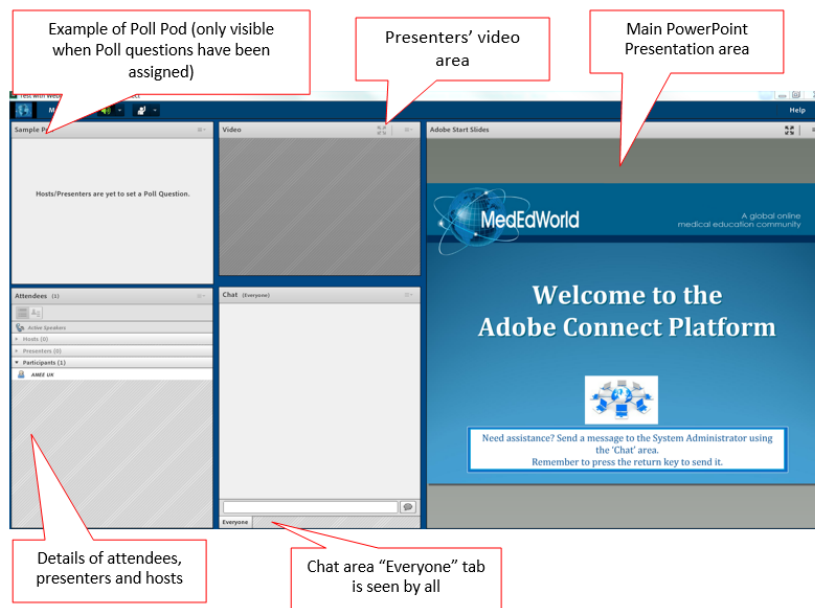 Example of Poll Pod (only visible
when Poll questions have been
assigned)
Presenters' video
area
Main PowerPoint
Presentation area
Help
Sample P
Video
Adobe Start Slides
Hosts/Presenters are yet to set a Poll Question.
MedEdWorld
A global online
medical education community
Attendees (1)
Chat (Everyone)
Active Speakers
Hosts (0)
Presenters (0)
Participants (1)
AMEE UK
Welcome to the
Adobe Connect Platform
Need assistance? Send a message to the System Administrator using
the 'Chat' area.
Remember to press the return key to send it.
Everyone
Details of attendees,
presenters and hosts
Chat area "Everyone" tab
is seen by all